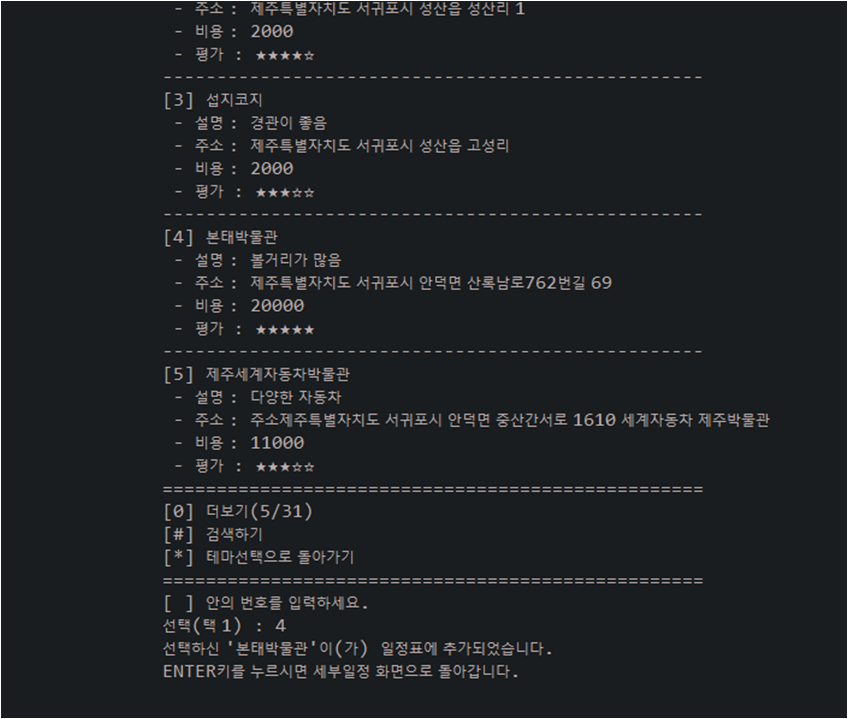 - 주소 : 제주특별자치도 서귀포시 성산읍 성산리 1
- 비용 : 2000
- 평가 : ★★★★☆
--------------------------------------------------
[3] 섭지코지
- 설명 : 경관이 좋음
- 주소 : 제주특별자치도 서귀포시 성산읍 고성리
- 비용 : 2000
- 평가 : ★★★☆☆
--------------------------------------------------
[4] 본태박물관
- 설명 : 볼거리가 많음
- 주소 : 제주특별자치도 서귀포시 안덕면 산록남로762번길 69
- 비용 : 20000
- 평가 : ★★★★★
--------------------------------------------------
[5] 제주세계자동차박물관
- 설명 : 다양한 자동차
- 주소 : 주소제주특별자치도 서귀포시 안덕면 중산간서로 1610 세계자동차 제주박물관
- 비용 : 11000
- 평가 : ★★★☆☆
==================================================
[0] 더보기(5/31)
[#] 검색하기
[*] 테마선택으로 돌아가기
==================================================
[ ] 안의 번호를 입력하세요.
선택(택 1) : 4
선택하신 '본태박물관'이(가) 일정표에 추가되었습니다.
ENTER키를 누르시면 세부일정 화면으로 돌아갑니다.